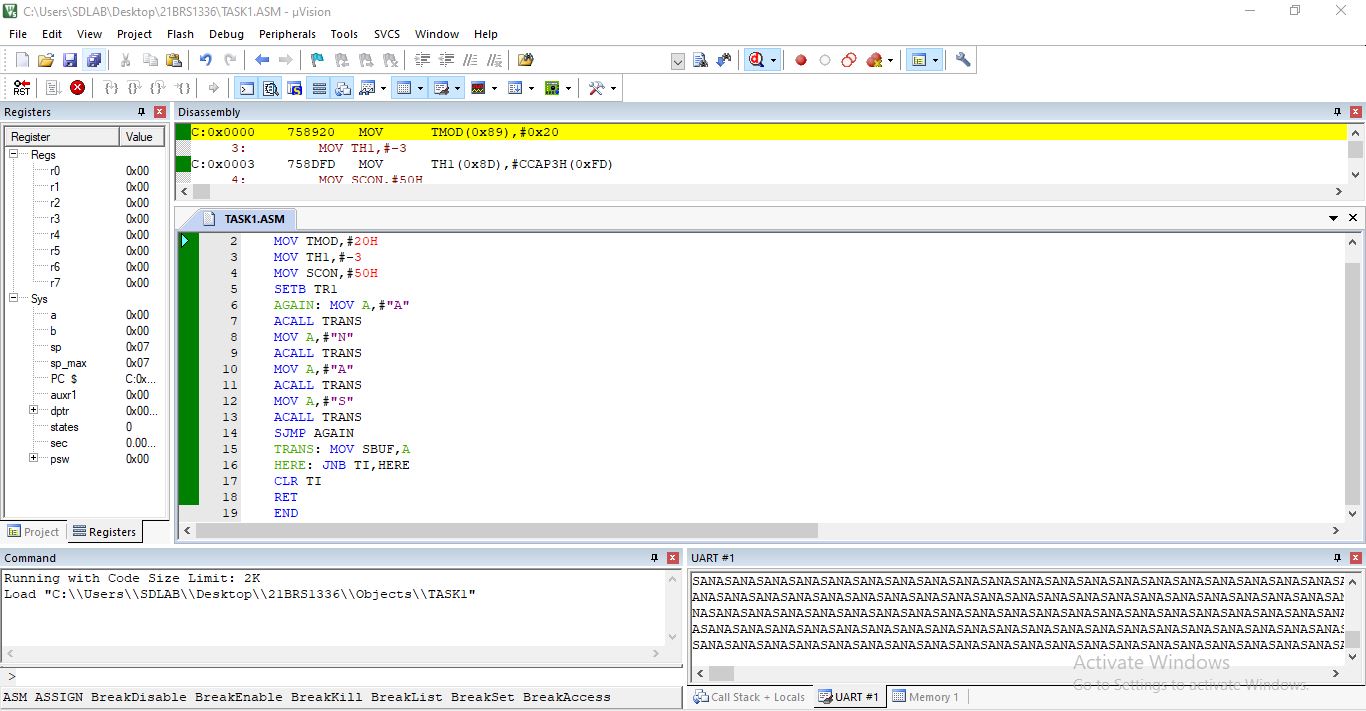 C:\Users\SDLAB\Desktop\21BRS1336\TASK1.ASM - µVision
File Edit View Project Flash Debug Peripherals Tools SVCS Window Help
Registers
Register Value
Regs
r0 0x00
r1 0x00
r2 0x00
r3 0x00
r4 0x00
r5 0x00
r6 0x00
r7 0x00
Sys
a 0x00
b 0x00
sp 0x07
sp_max 0x07
PC $ C:0x...
auxr1 0x00
dptr 0x00...
states 0
sec 0.00...
psw 0x00
Project Registers
Disassembly
C:0x0000 758920 MOV TMOD(0x89),#0x20
3: MOV TH1,#-3
C:0x0003 758DFD MOV TH1(0x8D),#CCAP3H(0xFD)
4: MOV SCON,#50H
TASK1.ASM
2 MOV TMOD,#20H
3 MOV TH1,#-3
4 MOV SCON,#50H
5 SETB TR1
6 AGAIN: MOV A,#"A"
7 ACALL TRANS
8 MOV A,#"N"
9 ACALL TRANS
10 MOV A,#"A"
11 ACALL TRANS
12 MOV A,#"S"
13 ACALL TRANS
14 SJMP AGAIN
15 TRANS: MOV SBUF,A
16 HERE: JNB TI,HERE
17 CLR TI
18 RET
19 END
Command
Running with Code Size Limit: 2K
Load "C:\\Users\\SDLAB\\Desktop\\21BRS1336\\Objects\\TASK1"
>
ASM ASSIGN BreakDisable BreakEnable BreakKill BreakList BreakSet BreakAccess
UART #1
SANASANASANASANASANASANASANASANASANASANASANASANASANASANASANASANASANASANASANASANASA
ANASANASANASANASANASANASANASANASANASANASANASANASANASANASANASANASANASANASANASANASAN
NASANASANASANASANASANASANASANASANASANASANASANASANASANASANASANASANASANASANASANASANA
ASANASANASANASANASANASANASANASANASANASANASANASANASANASANASANASANASANASANASANASANAS
SANASANASANASANASANASANASANASANASANASANASANASANASANASANASANASANASANASANASANASANASA
Activate Windows
Go to Settings to activate Windows.
Call Stack + Locals UART #1 Memory 1